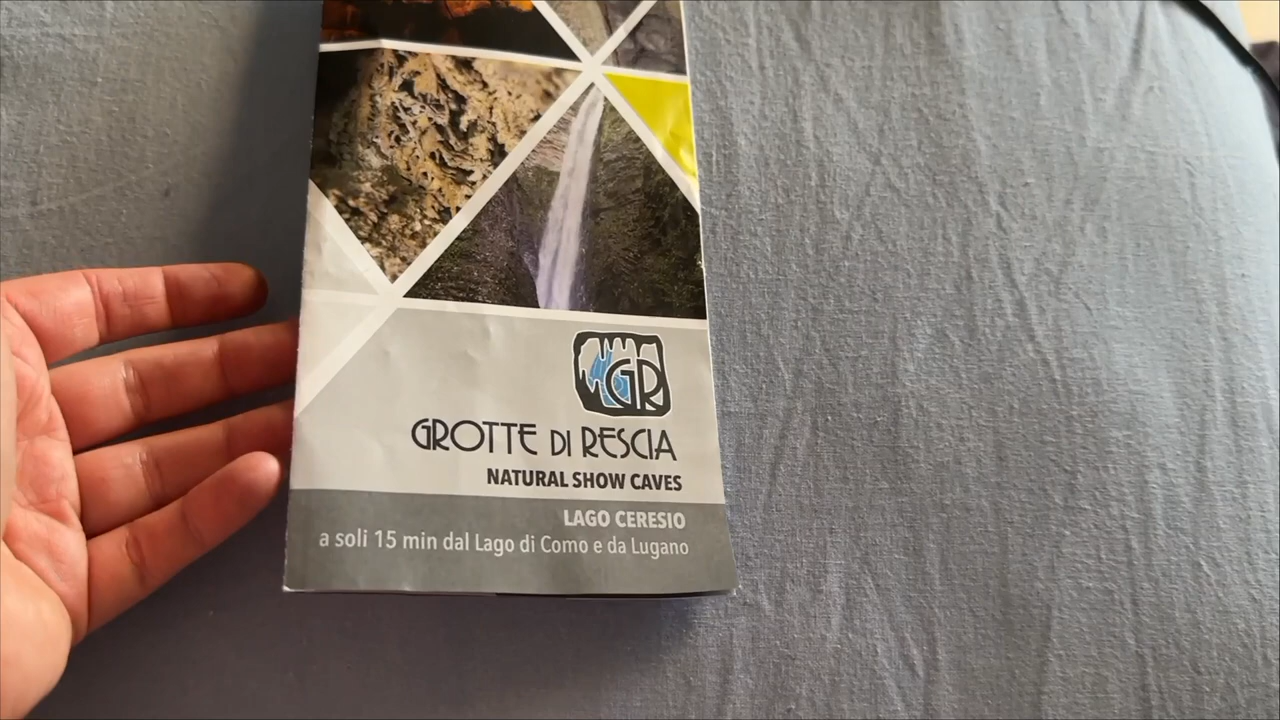 GR
GROTTE DI RESCIA
NATURAL SHOW CAVES
LAGO CERESIO
a soli 15 min dal Lago di Como e da Lugano